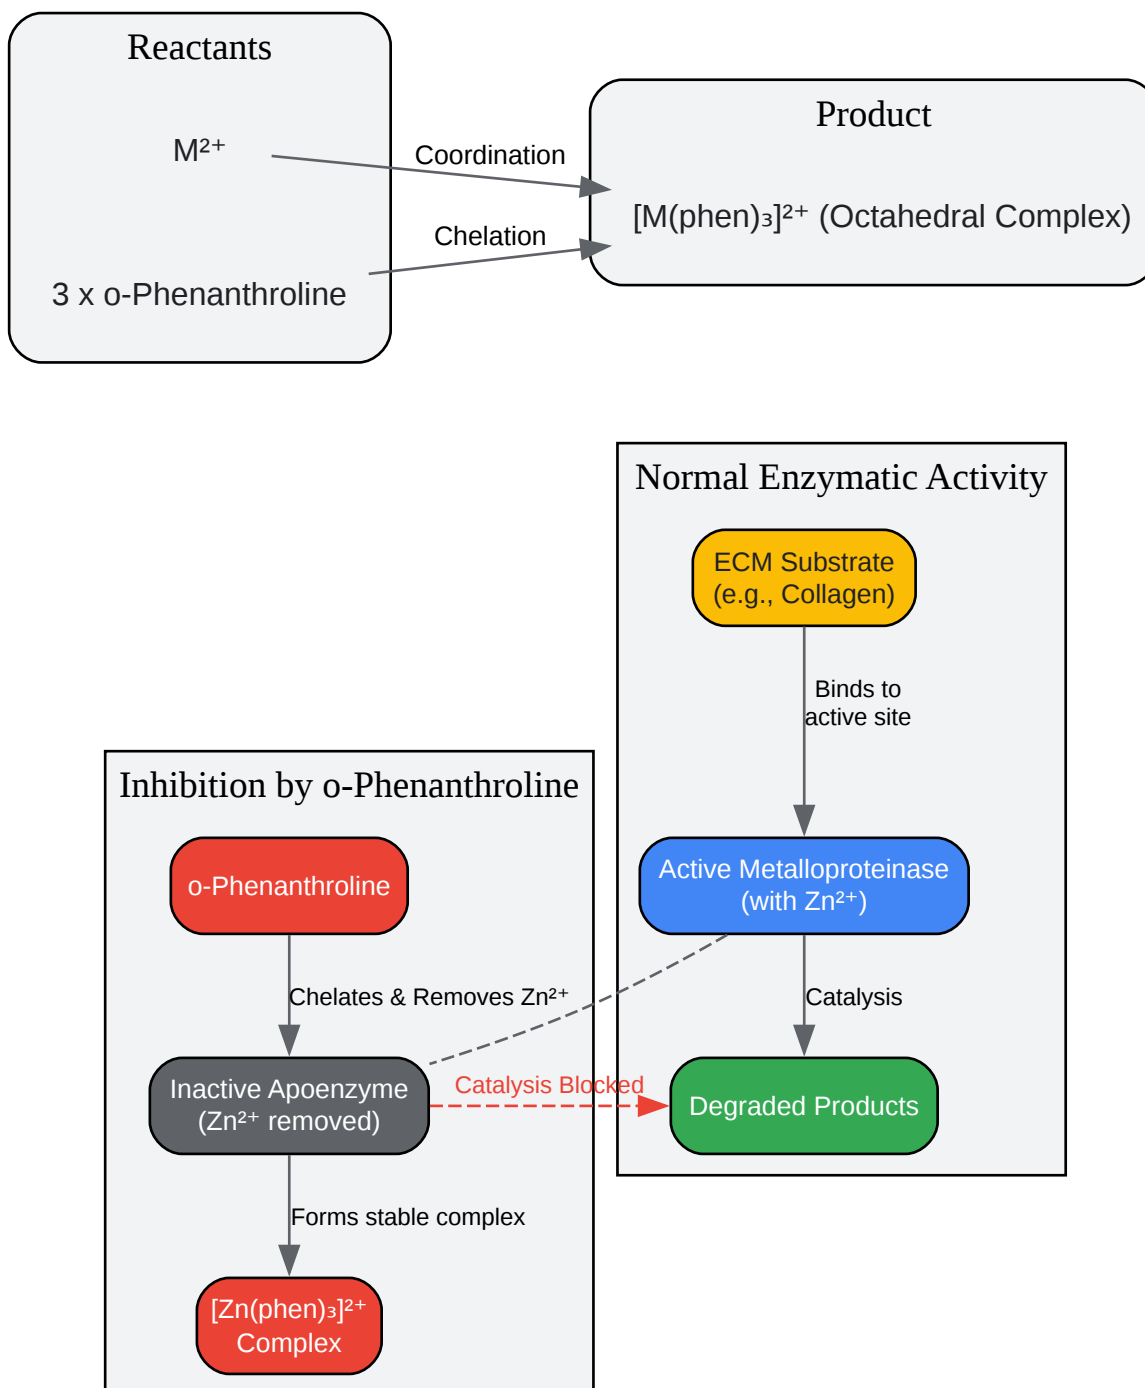 Reactants
M²⁺
3 x o-Phenanthroline
Coordination
Chelation
Product
[M(phen)₃]²⁺ (Octahedral Complex)
Normal Enzymatic Activity
ECM Substrate
(e.g., Collagen)
Binds to
active site
Active Metalloproteinase
(with Zn²⁺)
Catalysis
Degraded Products
Inhibition by o-Phenanthroline
o-Phenanthroline
Chelates & Removes Zn²⁺
Inactive Apoenzyme
(Zn²⁺ removed)
Catalysis Blocked
Forms stable complex
[Zn(phen)₃]²⁺
Complex